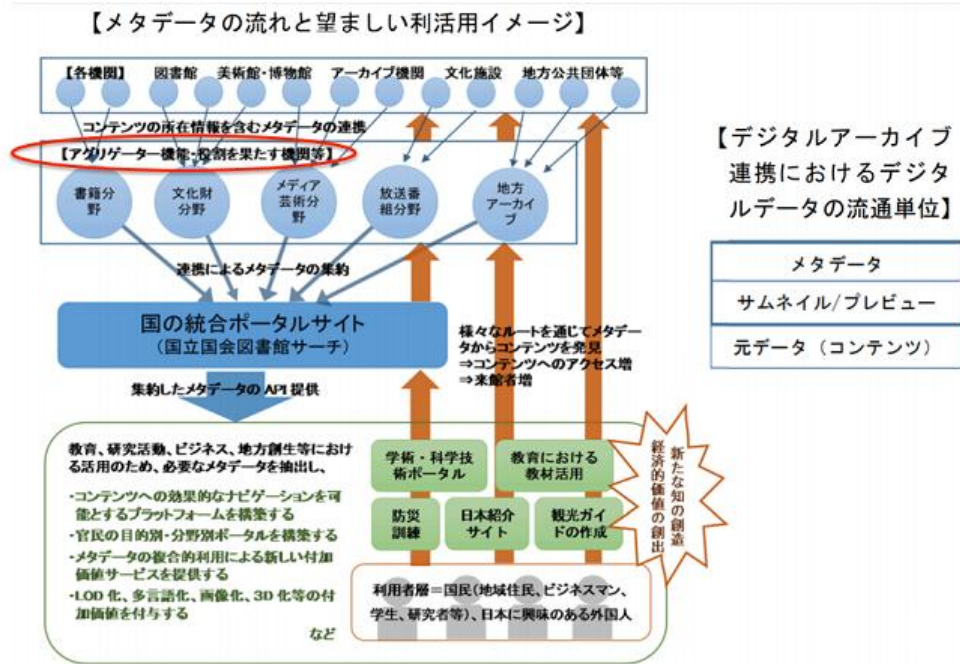 【メタデータの流れと望ましい利活用イメージ】
【各機関】 図書館 美術館・博物館 アーカイブ機関 文化施設 地方公共団体等
コンテンツの所在情報を含むメタデータの連携
【アグリゲーター機能・役割を果たす機関等】
書籍分
野
文化財
分野
メディア
芸術分
野
放送番
組分野
地方
アーカイ
ブ
連携によるメタデータの集約
国の統合ポータルサイト
（国立国会図書館サーチ）
様々なルートを通じてメタデー
タからコンテンツを発見
⇒コンテンツへのアクセス増
⇒来館者増
集約したメタデータの API 提供
教育、研究活動、ビジネス、地方創生等における
活用のため、必要なメタデータを抽出し、
・コンテンツへの効果的なナビゲーションを可
能とするプラットフォームを構築する
・官民の目的別・分野別ポータルを構築する
・メタデータの複合的利用による新しい付加
価値サービスを提供する
・LOD 化、多言語化、画像化、3D 化等の付
加価値を付与する
など
学術・科学技
術ポータル
教育における
教材活用
防災
訓練
日本紹介
サイト
観光ガイ
ドの作成
新たな知の創造
経済的価値の創出
利用者層＝国民（地域住民、ビジネスマン、
学生、研究者等）、日本に興味のある外国人
【デジタルアーカイブ
連携におけるデジタ
ルデータの流通単位】
メタデータ
サムネイル/プレビュー
元データ（コンテンツ）